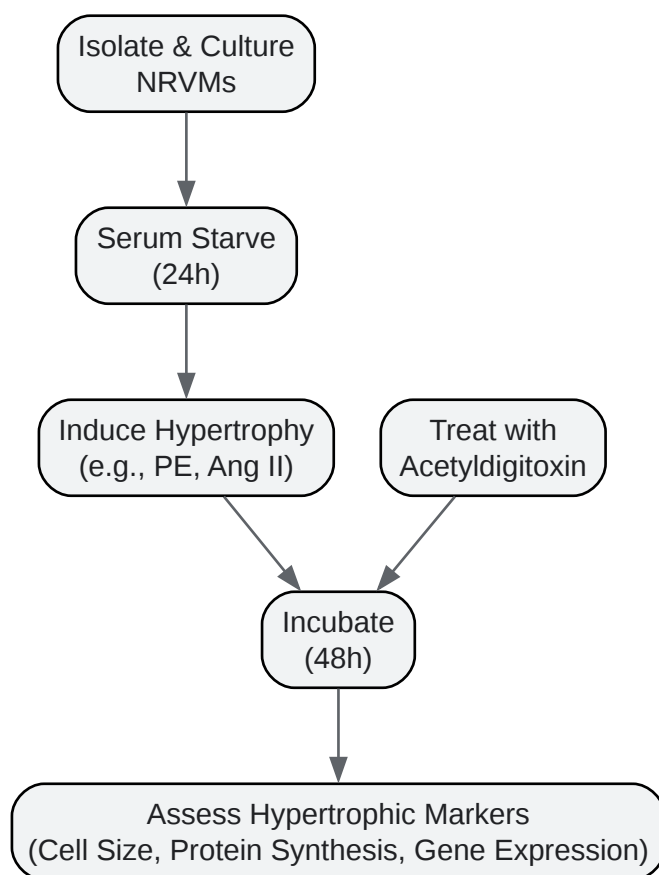 Isolate & Culture
NRVMs
Serum Starve
(24h)
Induce Hypertrophy
(e.g., PE, Ang II)
Treat with
Acetyldigitoxin
Incubate
(48h)
Assess Hypertrophic Markers
(Cell Size, Protein Synthesis, Gene Expression)